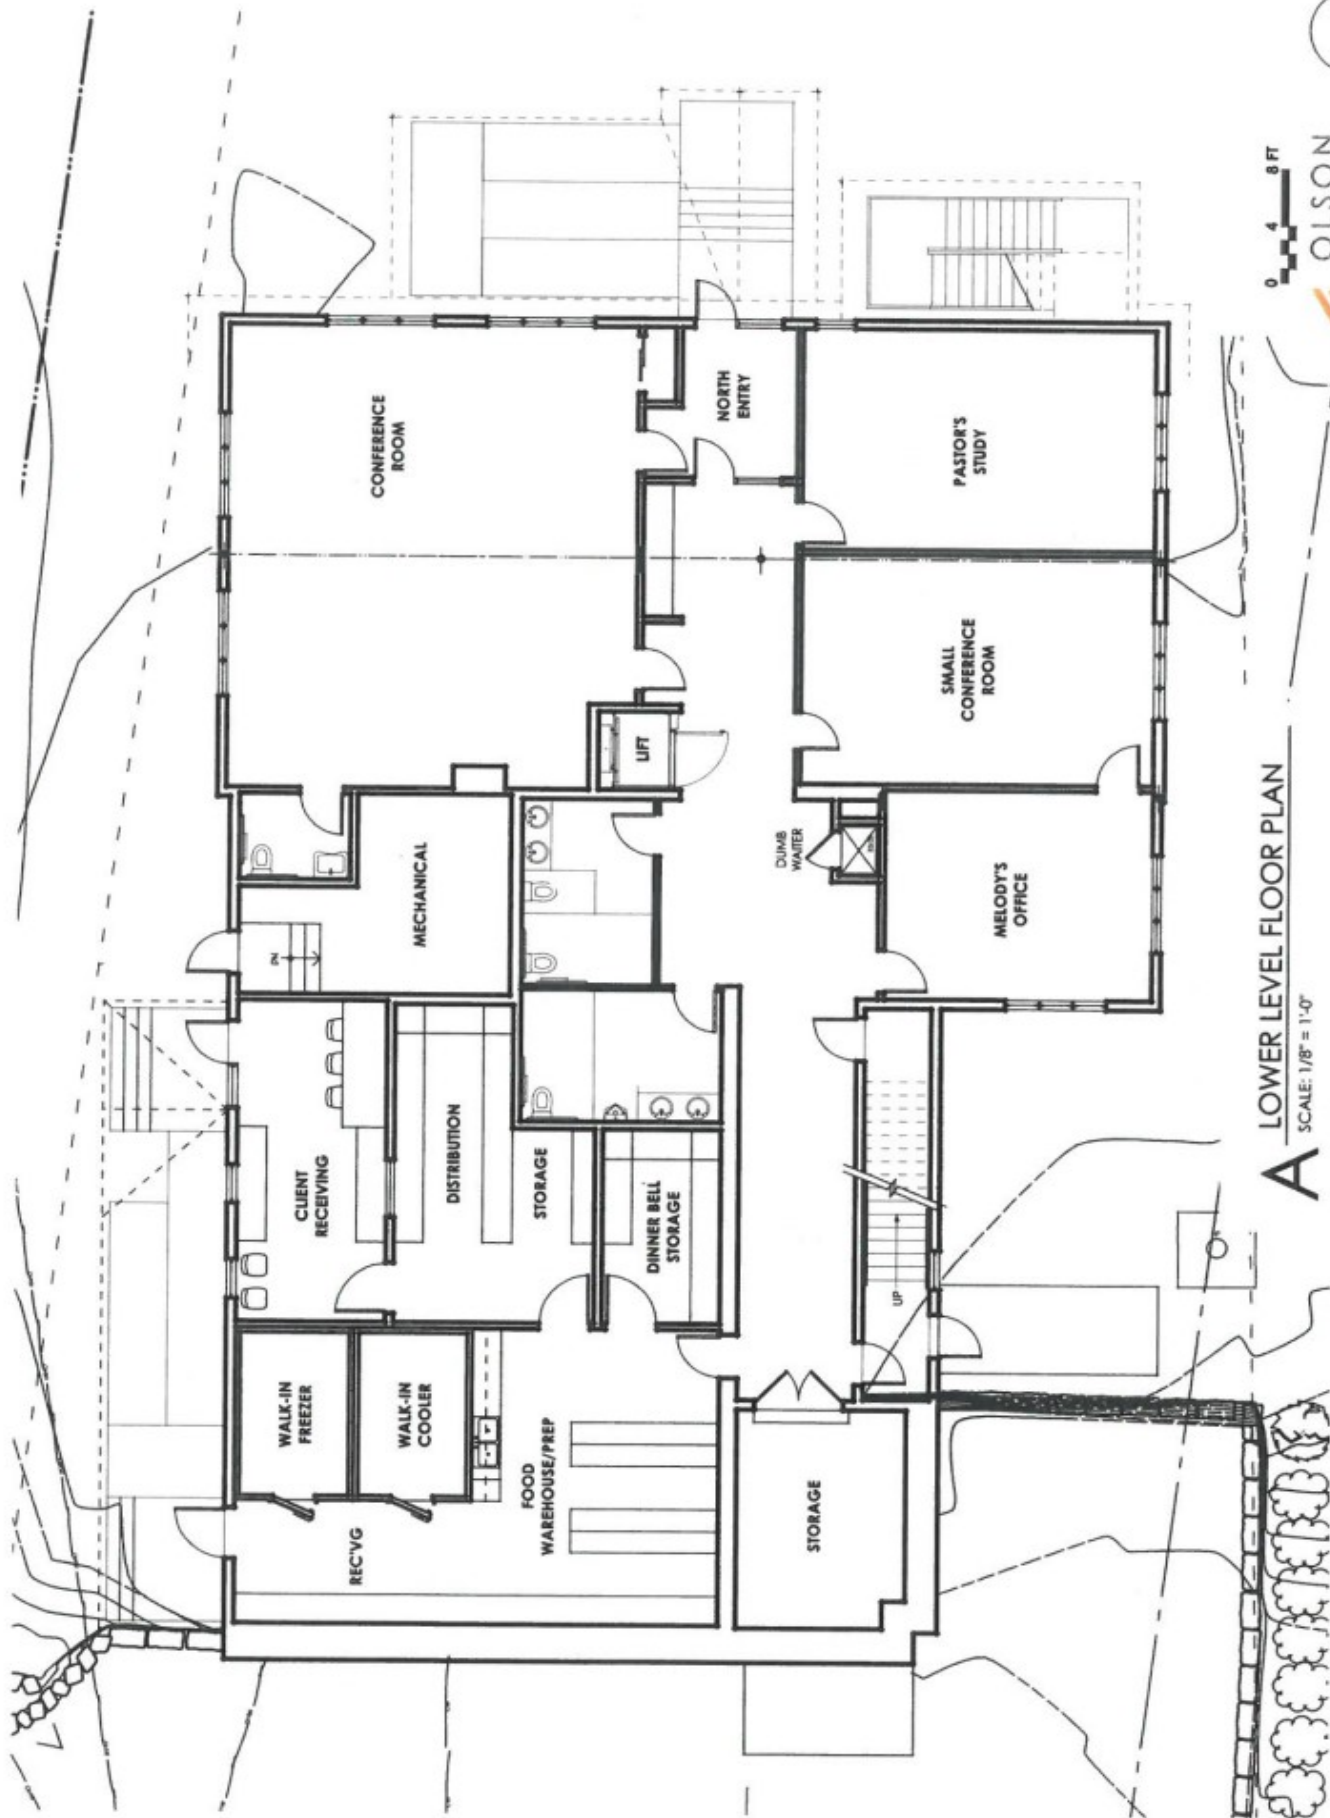 CONFERENCE
ROOM
NORTH
ENTRY
PASTOR'S
STUDY
LIFT
SMALL
CONFERENCE
ROOM
MECHANICAL
DN
DUMB
WAITER
MELODY'S
OFFICE
CLIENT
RECEIVING
DISTRIBUTION
STORAGE
DINNER BELL
STORAGE
UP
WALK-IN
FREEZER
WALK-IN
COOLER
REC'VG
FOOD
WAREHOUSE/PREP
STORAGE
A
LOWER LEVEL FLOOR PLAN
SCALE: 1/8" = 1'-0"
0 4 8 FT
OLSON